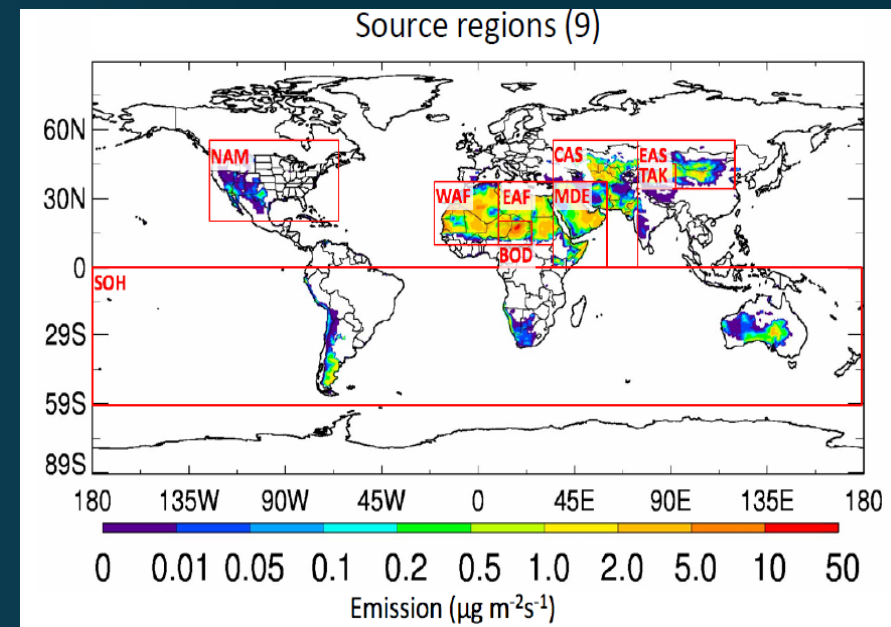 Source regions (9)
60N
30N
0
29S
59S
89S
NAM
CAS
EAS
TAK
WAF
EAF
MDE
BOD
SOH
180 135W 90W 45W 0 45E 90E 135E 180
0 0.01 0.05 0.1 0.2 0.5 1.0 2.0 5.0 10 50
Emission (µg m⁻²s⁻¹)